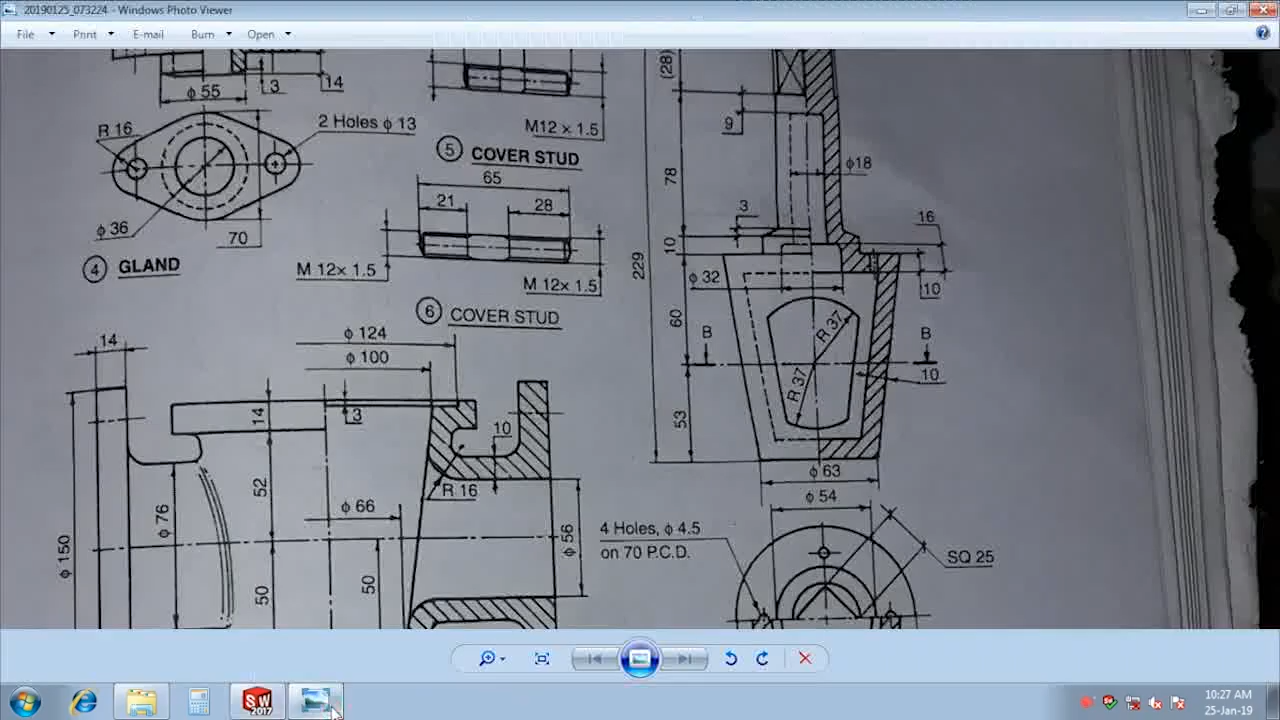 20190125_073224 - Windows Photo Viewer
File Print E-mail Burn Open
ϕ 55
3
14
R 16
2 Holes ϕ 13
ϕ 36
70
4 GLAND
M12 × 1.5
5 COVER STUD
65
21
28
M 12× 1.5
M 12× 1.5
6 COVER STUD
(28)
9
78
ϕ18
3
16
10
229
ϕ 32
10
60
B
B
R 37
R 37
10
53
ϕ 63
ϕ 54
14
ϕ 124
ϕ 100
14
3
10
52
R 16
ϕ 76
ϕ 66
ϕ 150
50
50
ϕ 56
4 Holes, ϕ 4.5
on 70 P.C.D.
SQ 25
SW
2017
10:27 AM
25-Jan-19